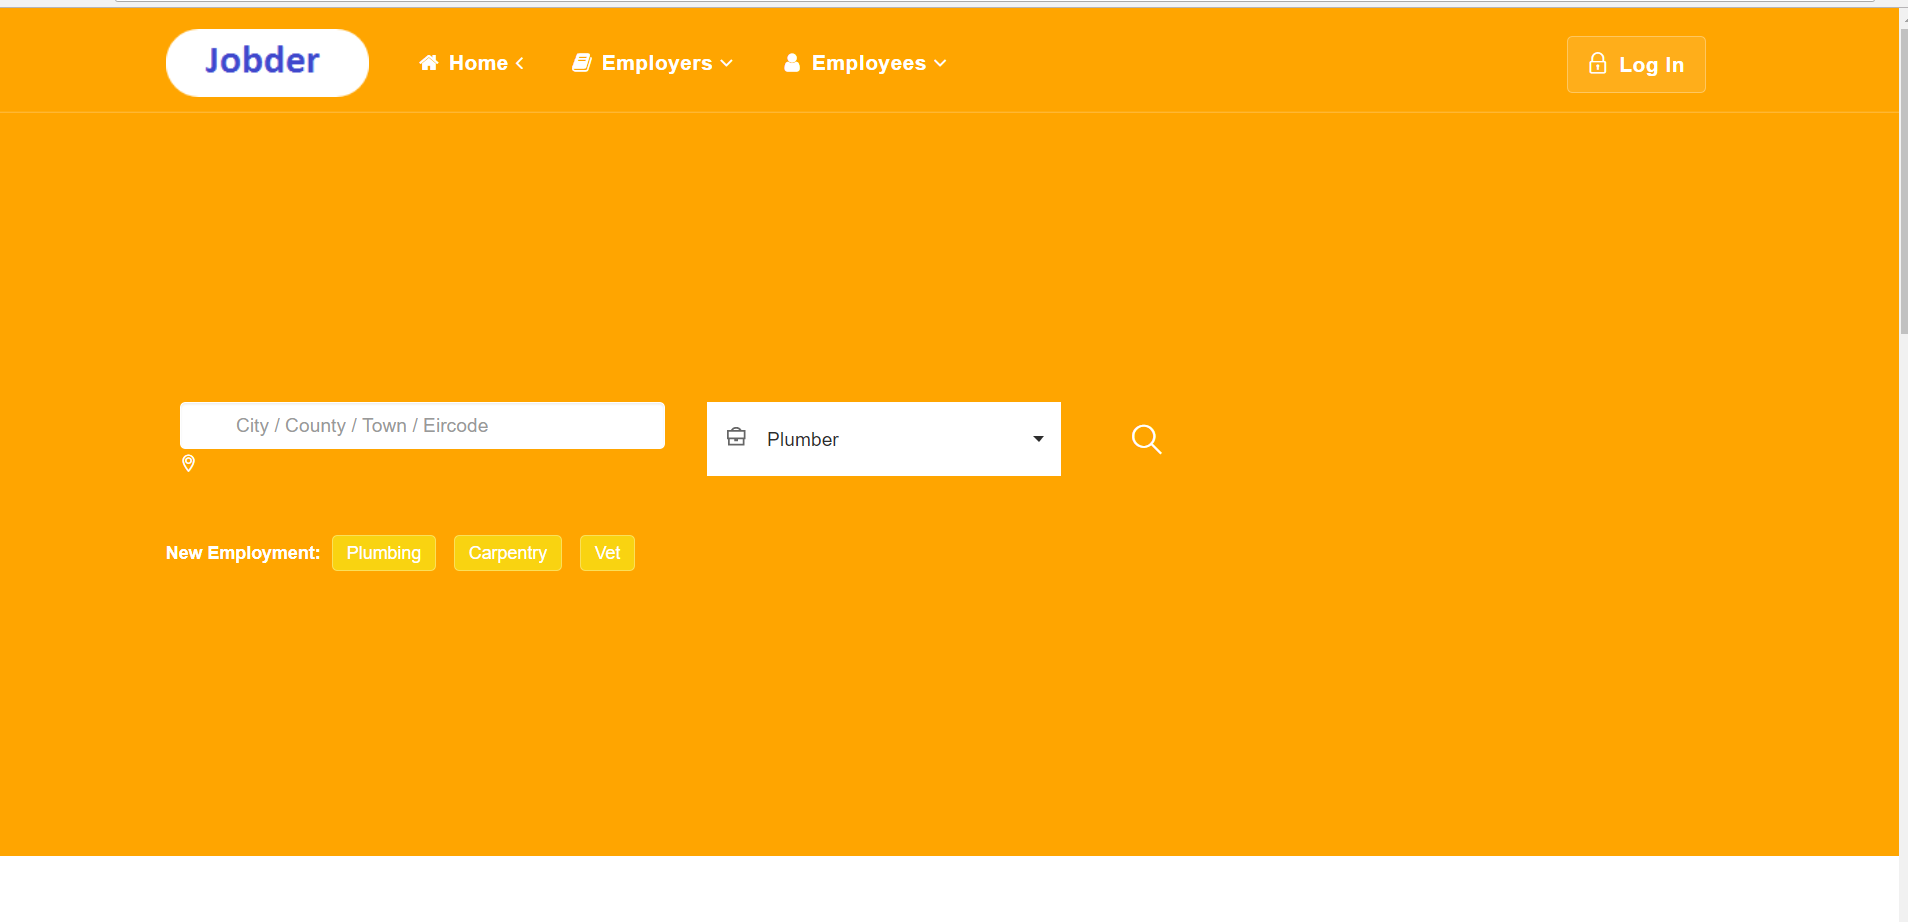 Jobder
Home
Employers
Employees
Log In
City / County / Town / Eircode
Plumber
New Employment: Plumbing Carpentry Vet